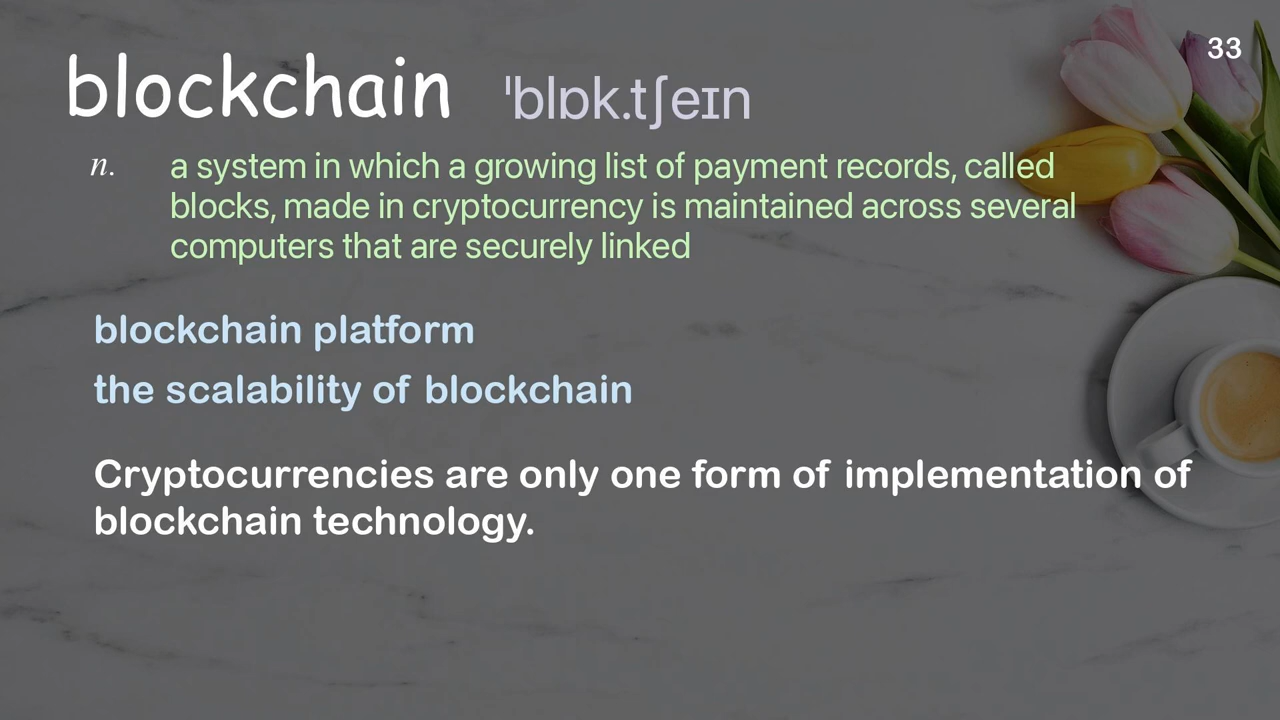 33
blockchain ˈblɒk.tʃeɪn
n. a system in which a growing list of payment records, called
blocks, made in cryptocurrency is maintained across several
computers that are securely linked
blockchain platform
the scalability of blockchain
Cryptocurrencies are only one form of implementation of
blockchain technology.